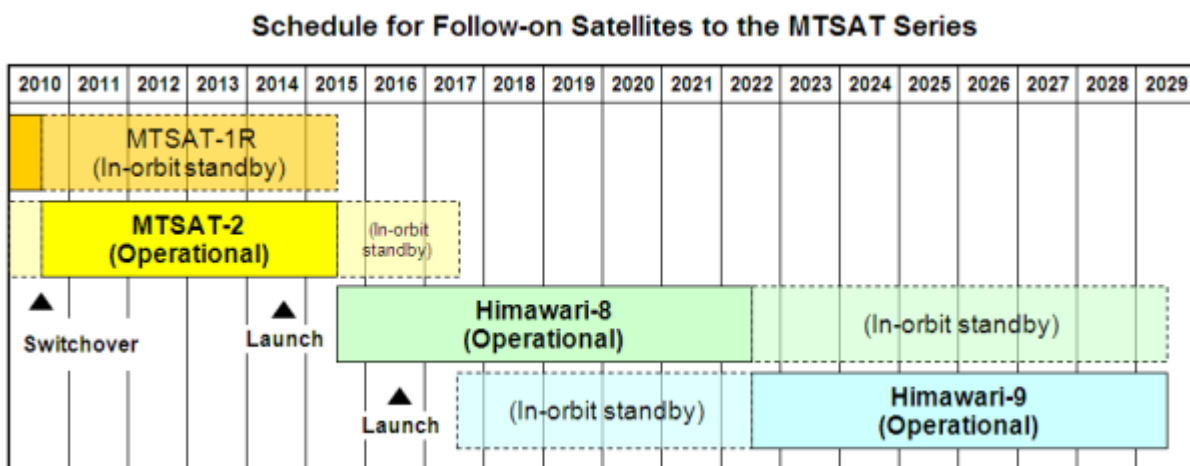 Schedule for Follow-on Satellites to the MTSAT Series
2010 2011 2012 2013 2014 2015 2016 2017 2018 2019 2020 2021 2022 2023 2024 2025 2026 2027 2028 2029
MTSAT-1R
(In-orbit standby)
MTSAT-2
(Operational)
(In-orbit
standby)
Switchover
Launch
Himawari-8
(Operational)
(In-orbit standby)
Launch
(In-orbit standby)
Himawari-9
(Operational)